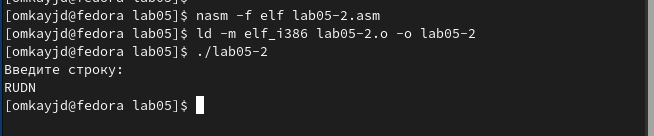 [omkayjd@fedora lab05]$ nasm -f elf lab05-2.asm
[omkayjd@fedora lab05]$ ld -m elf_i386 lab05-2.o -o lab05-2
[omkayjd@fedora lab05]$ ./lab05-2
Введите строку:
RUDN
[omkayjd@fedora lab05]$